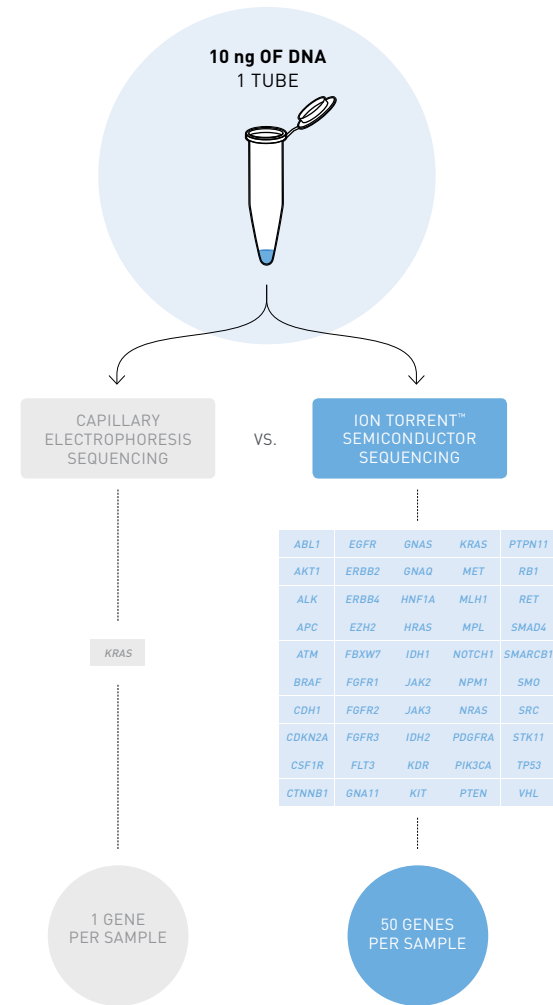 10 ng OF DNA
1 TUBE
CAPILLARY
ELECTROPHORESIS
SEQUENCING
VS.
ION TORRENT™
SEMICONDUCTOR
SEQUENCING
ABL1 EGFR GNAS KRAS PTPN11
AKT1 ERBB2 GNAQ MET RB1
ALK ERBB4 HNF1A MLH1 RET
APC EZH2 HRAS MPL SMAD4
KRAS
ATM FBXW7 IDH1 NOTCH1 SMARCB1
BRAF FGFR1 JAK2 NPM1 SMO
CDH1 FGFR2 JAK3 NRAS SRC
CDKN2A FGFR3 IDH2 PDGFRA STK11
CSF1R FLT3 KDR PIK3CA TP53
CTNNB1 GNA11 KIT PTEN VHL
1 GENE
PER SAMPLE
50 GENES
PER SAMPLE